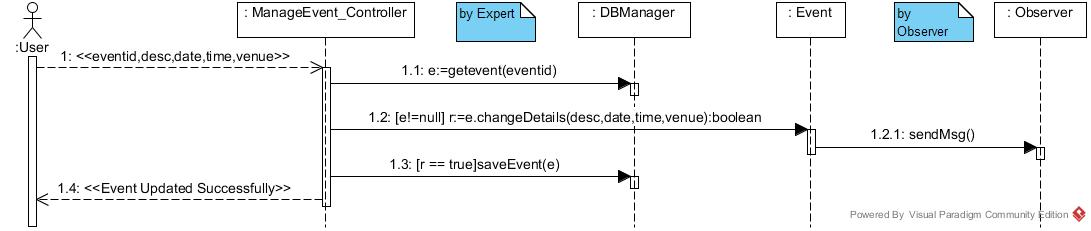 : ManageEvent_Controller
by Expert
: DBManager
: Event
by
Observer
: Observer
:User
1: <<eventid,desc,date,time,venue>>
1.1: e:=getevent(eventid)
1.2: [e!=null] r:=e.changeDetails(desc,date,time,venue):boolean
1.2.1: sendMsg()
1.3: [r == true]saveEvent(e)
1.4: <<Event Updated Successfully>>
Powered By Visual Paradigm Community Edition